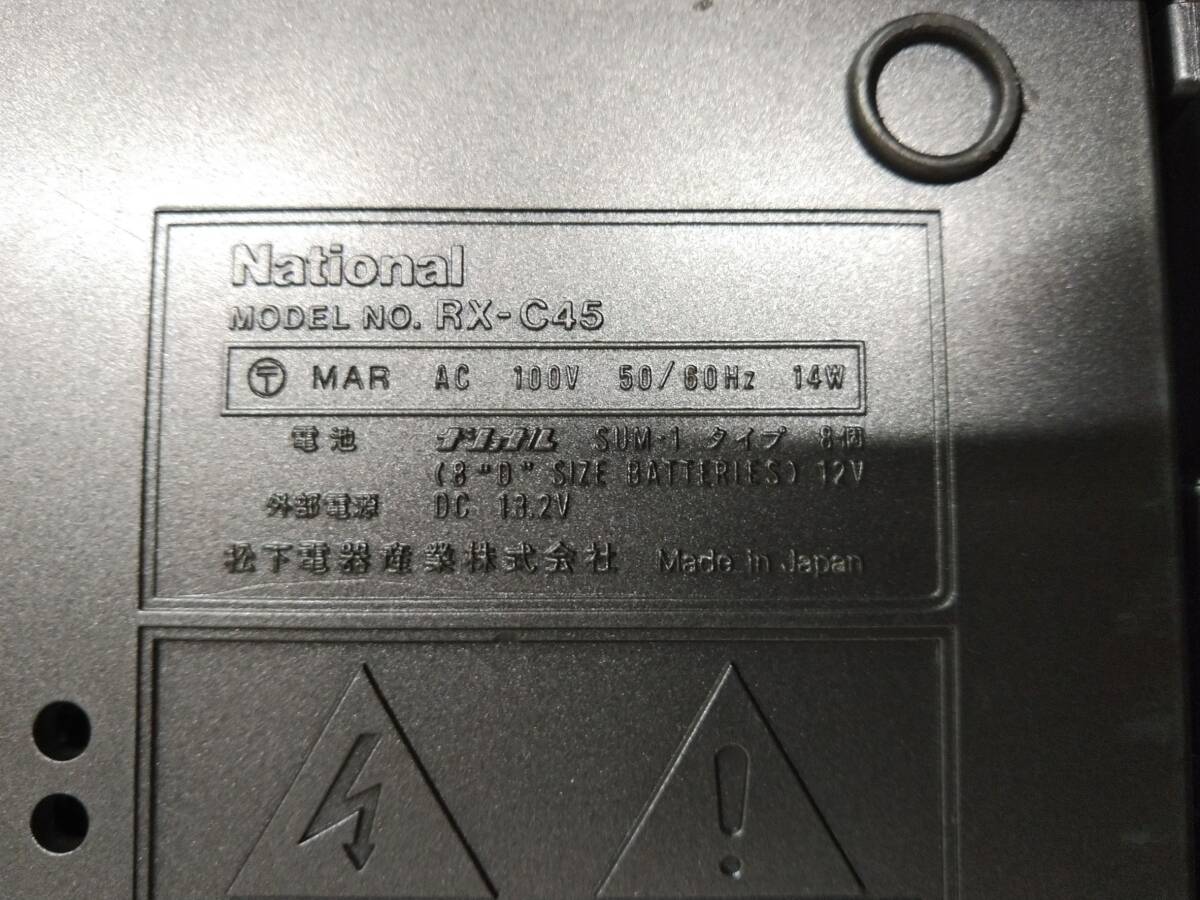 National
MODEL NO. RX-C45
〒 MAR AC 100V 50/60Hz 14W
電池 ナショナル SUM-1 タイプ 8個
(8 "D" SIZE BATTERIES) 12V
外部電源 DC 13.2V
松下電器産業株式会社 Made in Japan